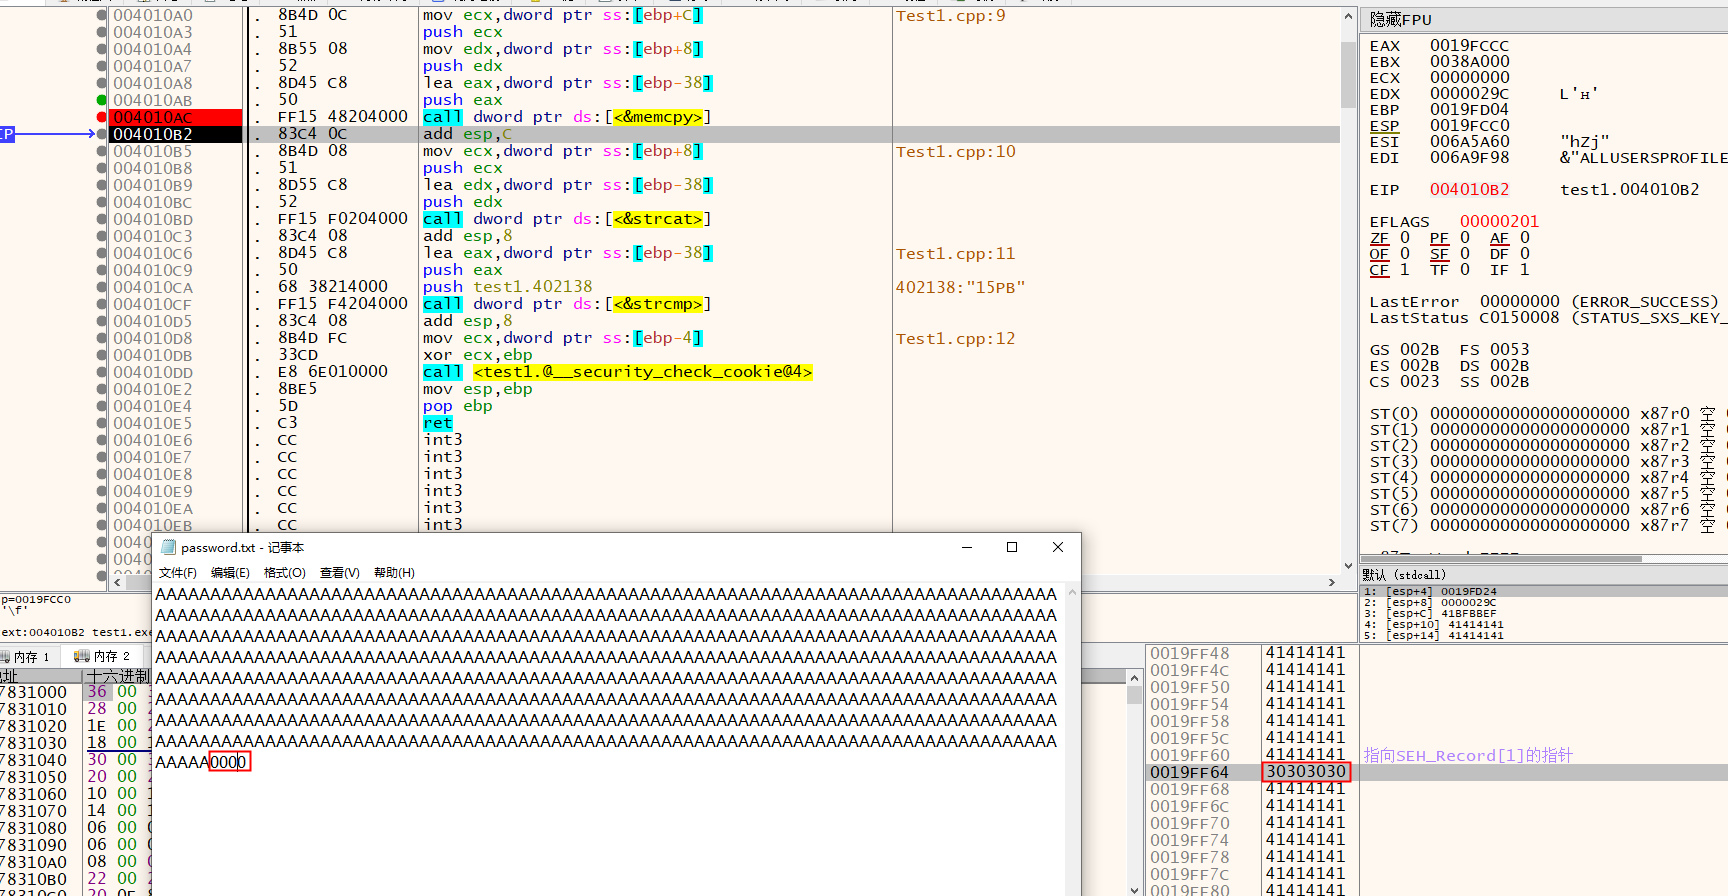 004010A0 . 8B4D 0C mov ecx,dword ptr ss:[ebp+C] Test1.cpp:9
004010A3 . 51 push ecx
004010A4 . 8B55 08 mov edx,dword ptr ss:[ebp+8]
004010A7 . 52 push edx
004010A8 . 8D45 C8 lea eax,dword ptr ss:[ebp-38]
004010AB . 50 push eax
004010AC . FF15 48204000 call dword ptr ds:[<&memcpy>]
004010B2 . 83C4 0C add esp,C
004010B5 . 8B4D 08 mov ecx,dword ptr ss:[ebp+8] Test1.cpp:10
004010B8 . 51 push ecx
004010B9 . 8D55 C8 lea edx,dword ptr ss:[ebp-38]
004010BC . 52 push edx
004010BD . FF15 F0204000 call dword ptr ds:[<&strcat>]
004010C3 . 83C4 08 add esp,8
004010C6 . 8D45 C8 lea eax,dword ptr ss:[ebp-38] Test1.cpp:11
004010C9 . 50 push eax
004010CA . 68 38214000 push test1.402138 402138:"15PB"
004010CF . FF15 F4204000 call dword ptr ds:[<&strcmp>]
004010D5 . 83C4 08 add esp,8
004010D8 . 8B4D FC mov ecx,dword ptr ss:[ebp-4] Test1.cpp:12
004010DB . 33CD xor ecx,ebp
004010DD . E8 6E010000 call <test1.@__security_check_cookie@4>
004010E2 . 8BE5 mov esp,ebp
004010E4 . 5D pop ebp
004010E5 . C3 ret
004010E6 . CC int3
004010E7 . CC int3
004010E8 . CC int3
004010E9 . CC int3
004010EA . CC int3
004010EB . CC int3
隐藏FPU
EAX 0019FCCC
EBX 0038A000
ECX 00000000
EDX 0000029C L'ʜ'
EBP 0019FD04
ESP 0019FCC0
ESI 006A5A60 "hZj"
EDI 006A9F98 &"ALLUSERSPROFILE
EIP 004010B2 test1.004010B2
EFLAGS 00000201
ZF 0 PF 0 AF 0
OF 0 SF 0 DF 0
CF 1 TF 0 IF 1
LastError 00000000 (ERROR_SUCCESS)
LastStatus C0150008 (STATUS_SXS_KEY_
GS 002B FS 0053
ES 002B DS 002B
CS 0023 SS 002B
ST(0) 00000000000000000000 x87r0 空
ST(1) 00000000000000000000 x87r1 空
ST(2) 00000000000000000000 x87r2 空
ST(3) 00000000000000000000 x87r3 空
ST(4) 00000000000000000000 x87r4 空
ST(5) 00000000000000000000 x87r5 空
ST(6) 00000000000000000000 x87r6 空
ST(7) 00000000000000000000 x87r7 空
默认 (stdcall)
1: [esp+4] 0019FD24
2: [esp+8] 0000029C
3: [esp+C] 41BFBBEF
4: [esp+10] 41414141
5: [esp+14] 41414141
p=0019FCC0
'\f'
ext:004010B2 test1.exe
内存 1 内存 2
地址 十六进制
7831000 36 00
7831010 28 00
7831020 1E 00
7831030 18 00
7831040 30 00
7831050 20 00
7831060 10 00
7831070 14 00
7831080 06 00
7831090 06 00
78310A0 08 00
78310B0 22 00
password.txt - 记事本
文件(F) 编辑(E) 格式(O) 查看(V) 帮助(H)
AAAAAAAAAAAAAAAAAAAAAAAAAAAAAAAAAAAAAAAAAAAAAAAAAAAAAAAAAAAAAAAAAAAAAAAAAAAAAAAAAA
AAAAAAAAAAAAAAAAAAAAAAAAAAAAAAAAAAAAAAAAAAAAAAAAAAAAAAAAAAAAAAAAAAAAAAAAAAAAAAAAAA
AAAAAAAAAAAAAAAAAAAAAAAAAAAAAAAAAAAAAAAAAAAAAAAAAAAAAAAAAAAAAAAAAAAAAAAAAAAAAAAAAA
AAAAAAAAAAAAAAAAAAAAAAAAAAAAAAAAAAAAAAAAAAAAAAAAAAAAAAAAAAAAAAAAAAAAAAAAAAAAAAAAAA
AAAAAAAAAAAAAAAAAAAAAAAAAAAAAAAAAAAAAAAAAAAAAAAAAAAAAAAAAAAAAAAAAAAAAAAAAAAAAAAAAA
AAAAAAAAAAAAAAAAAAAAAAAAAAAAAAAAAAAAAAAAAAAAAAAAAAAAAAAAAAAAAAAAAAAAAAAAAAAAAAAAAA
AAAAAAAAAAAAAAAAAAAAAAAAAAAAAAAAAAAAAAAAAAAAAAAAAAAAAAAAAAAAAAAAAAAAAAAAAAAAAAAAAA
AAAAAAAAAAAAAAAAAAAAAAAAAAAAAAAAAAAAAAAAAAAAAAAAAAAAAAAAAAAAAAAAAAAAAAAAAAAAAAAAAA
AAAAA0000
0019FF48 41414141
0019FF4C 41414141
0019FF50 41414141
0019FF54 41414141
0019FF58 41414141
0019FF5C 41414141
0019FF60 41414141 指向SEH_Record[1]的指针
0019FF64 30303030
0019FF68 41414141
0019FF6C 41414141
0019FF70 41414141
0019FF74 41414141
0019FF78 41414141
0019FF7C 41414141
0019FF80 41414141